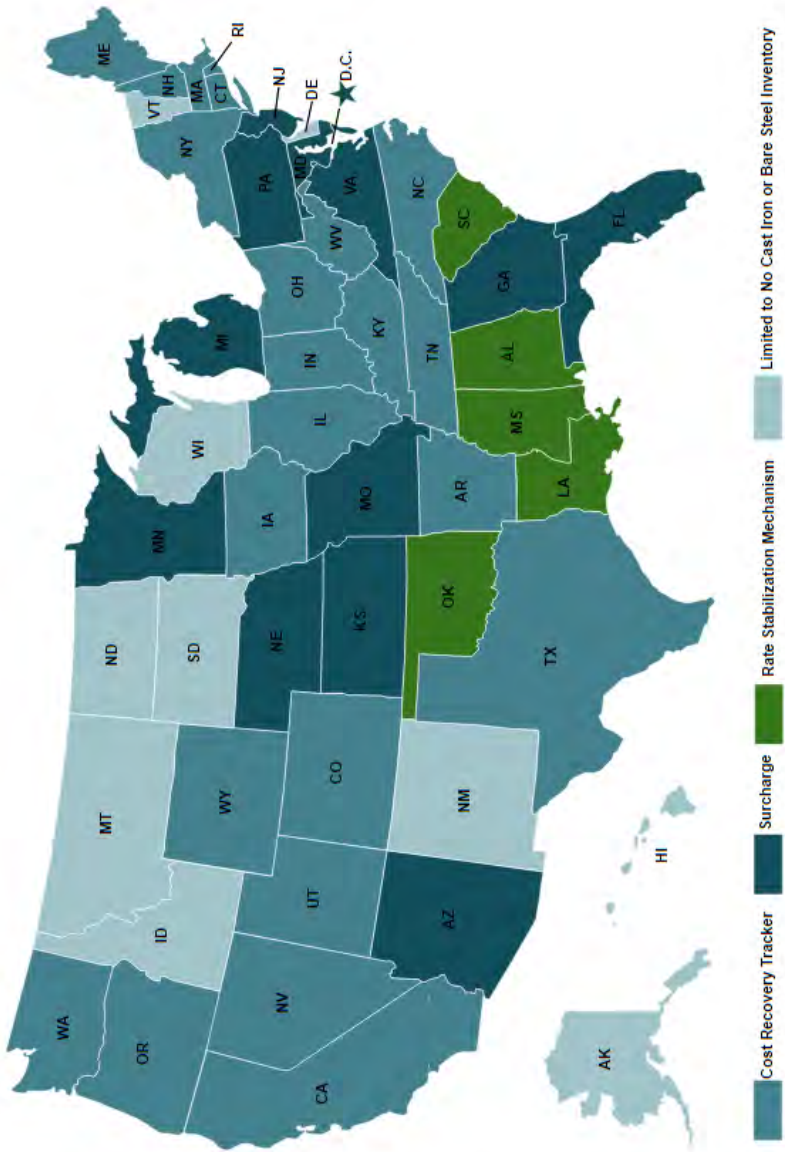 WA
OR
CA
NV
ID
MT
WY
UT
AZ
CO
NM
ND
SD
NE
KS
OK
TX
MN
IA
MO
AR
LA
WI
IL
MS
MI
IN
KY
TN
AL
OH
WV
GA
FL
SC
NC
VA
MD
PA
NY
VT
NH
ME
MA
CT
RI
NJ
DE
D.C.
AK
HI
Cost Recovery Tracker
Surcharge
Rate Stabilization Mechanism
Limited to No Cast Iron or Bare Steel Inventory